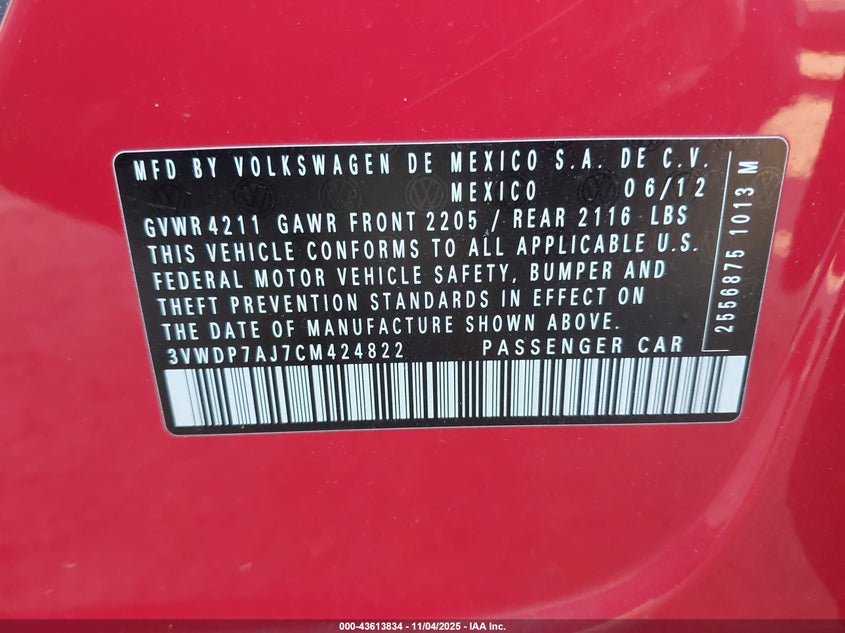 MFD BY VOLKSWAGEN DE MEXICO S.A. DE C.V.
MEXICO 06/12
GVWR 4211 GAWR FRONT 2205 / REAR 2116 LBS
THIS VEHICLE CONFORMS TO ALL APPLICABLE U.S.
FEDERAL MOTOR VEHICLE SAFETY, BUMPER AND
THEFT PREVENTION STANDARDS IN EFFECT ON
THE DATE OF MANUFACTURE SHOWN ABOVE.
3VWDP7AJ7CM424822 PASSENGER CAR
2556875 1013 M
000-43613834 - 11/04/2025 - IAA Inc.